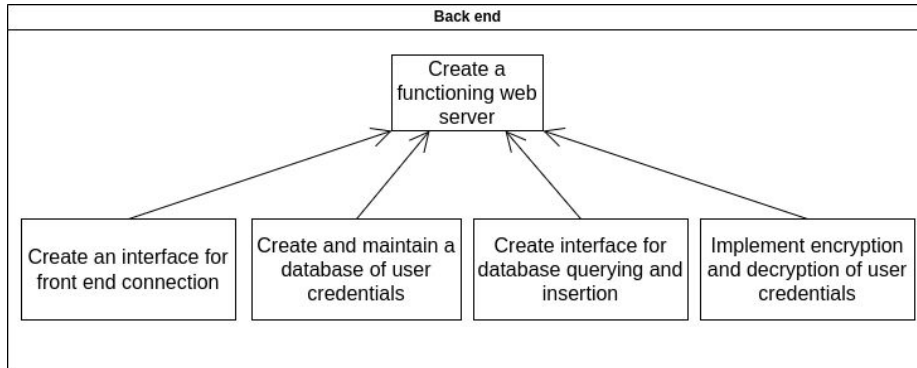 Back end
Create a
functioning web
server
Create an interface for
front end connection
Create and maintain a
database of user
credentials
Create interface for
database querying and
insertion
Implement encryption
and decryption of user
credentials